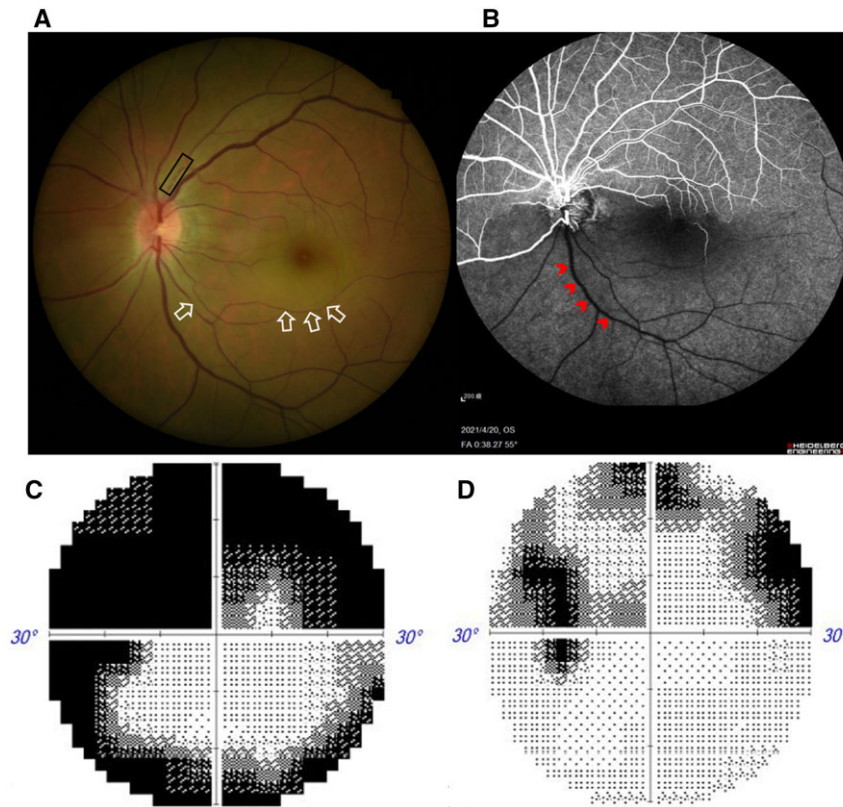 A
B
200 µm
2021/4/20, OS
FA 0:38.27 55°
HEIDELBERG
ENGINEERING
C
D
30°
30°
30°
30°